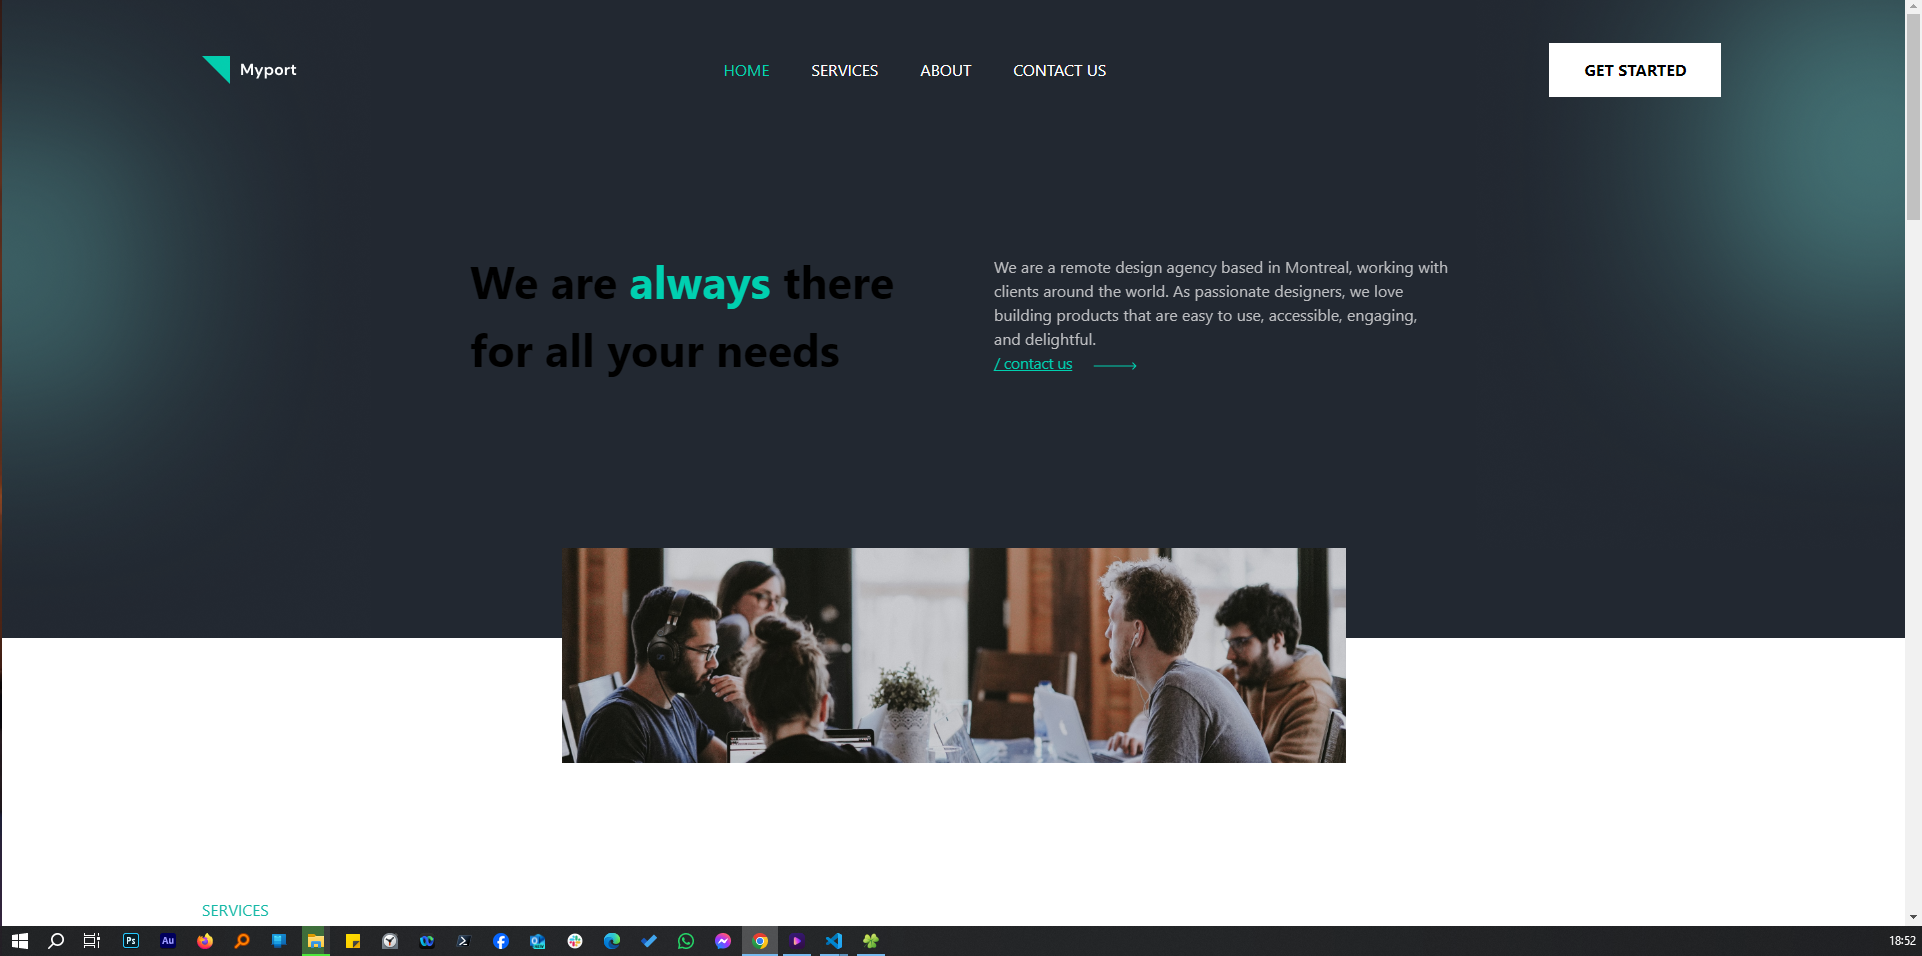 Myport
HOME
SERVICES
ABOUT
CONTACT US
GET STARTED
We are always there
for all your needs
We are a remote design agency based in Montreal, working with
clients around the world. As passionate designers, we love
building products that are easy to use, accessible, engaging,
and delightful.
/ contact us
SERVICES
Ps
Au
18:52